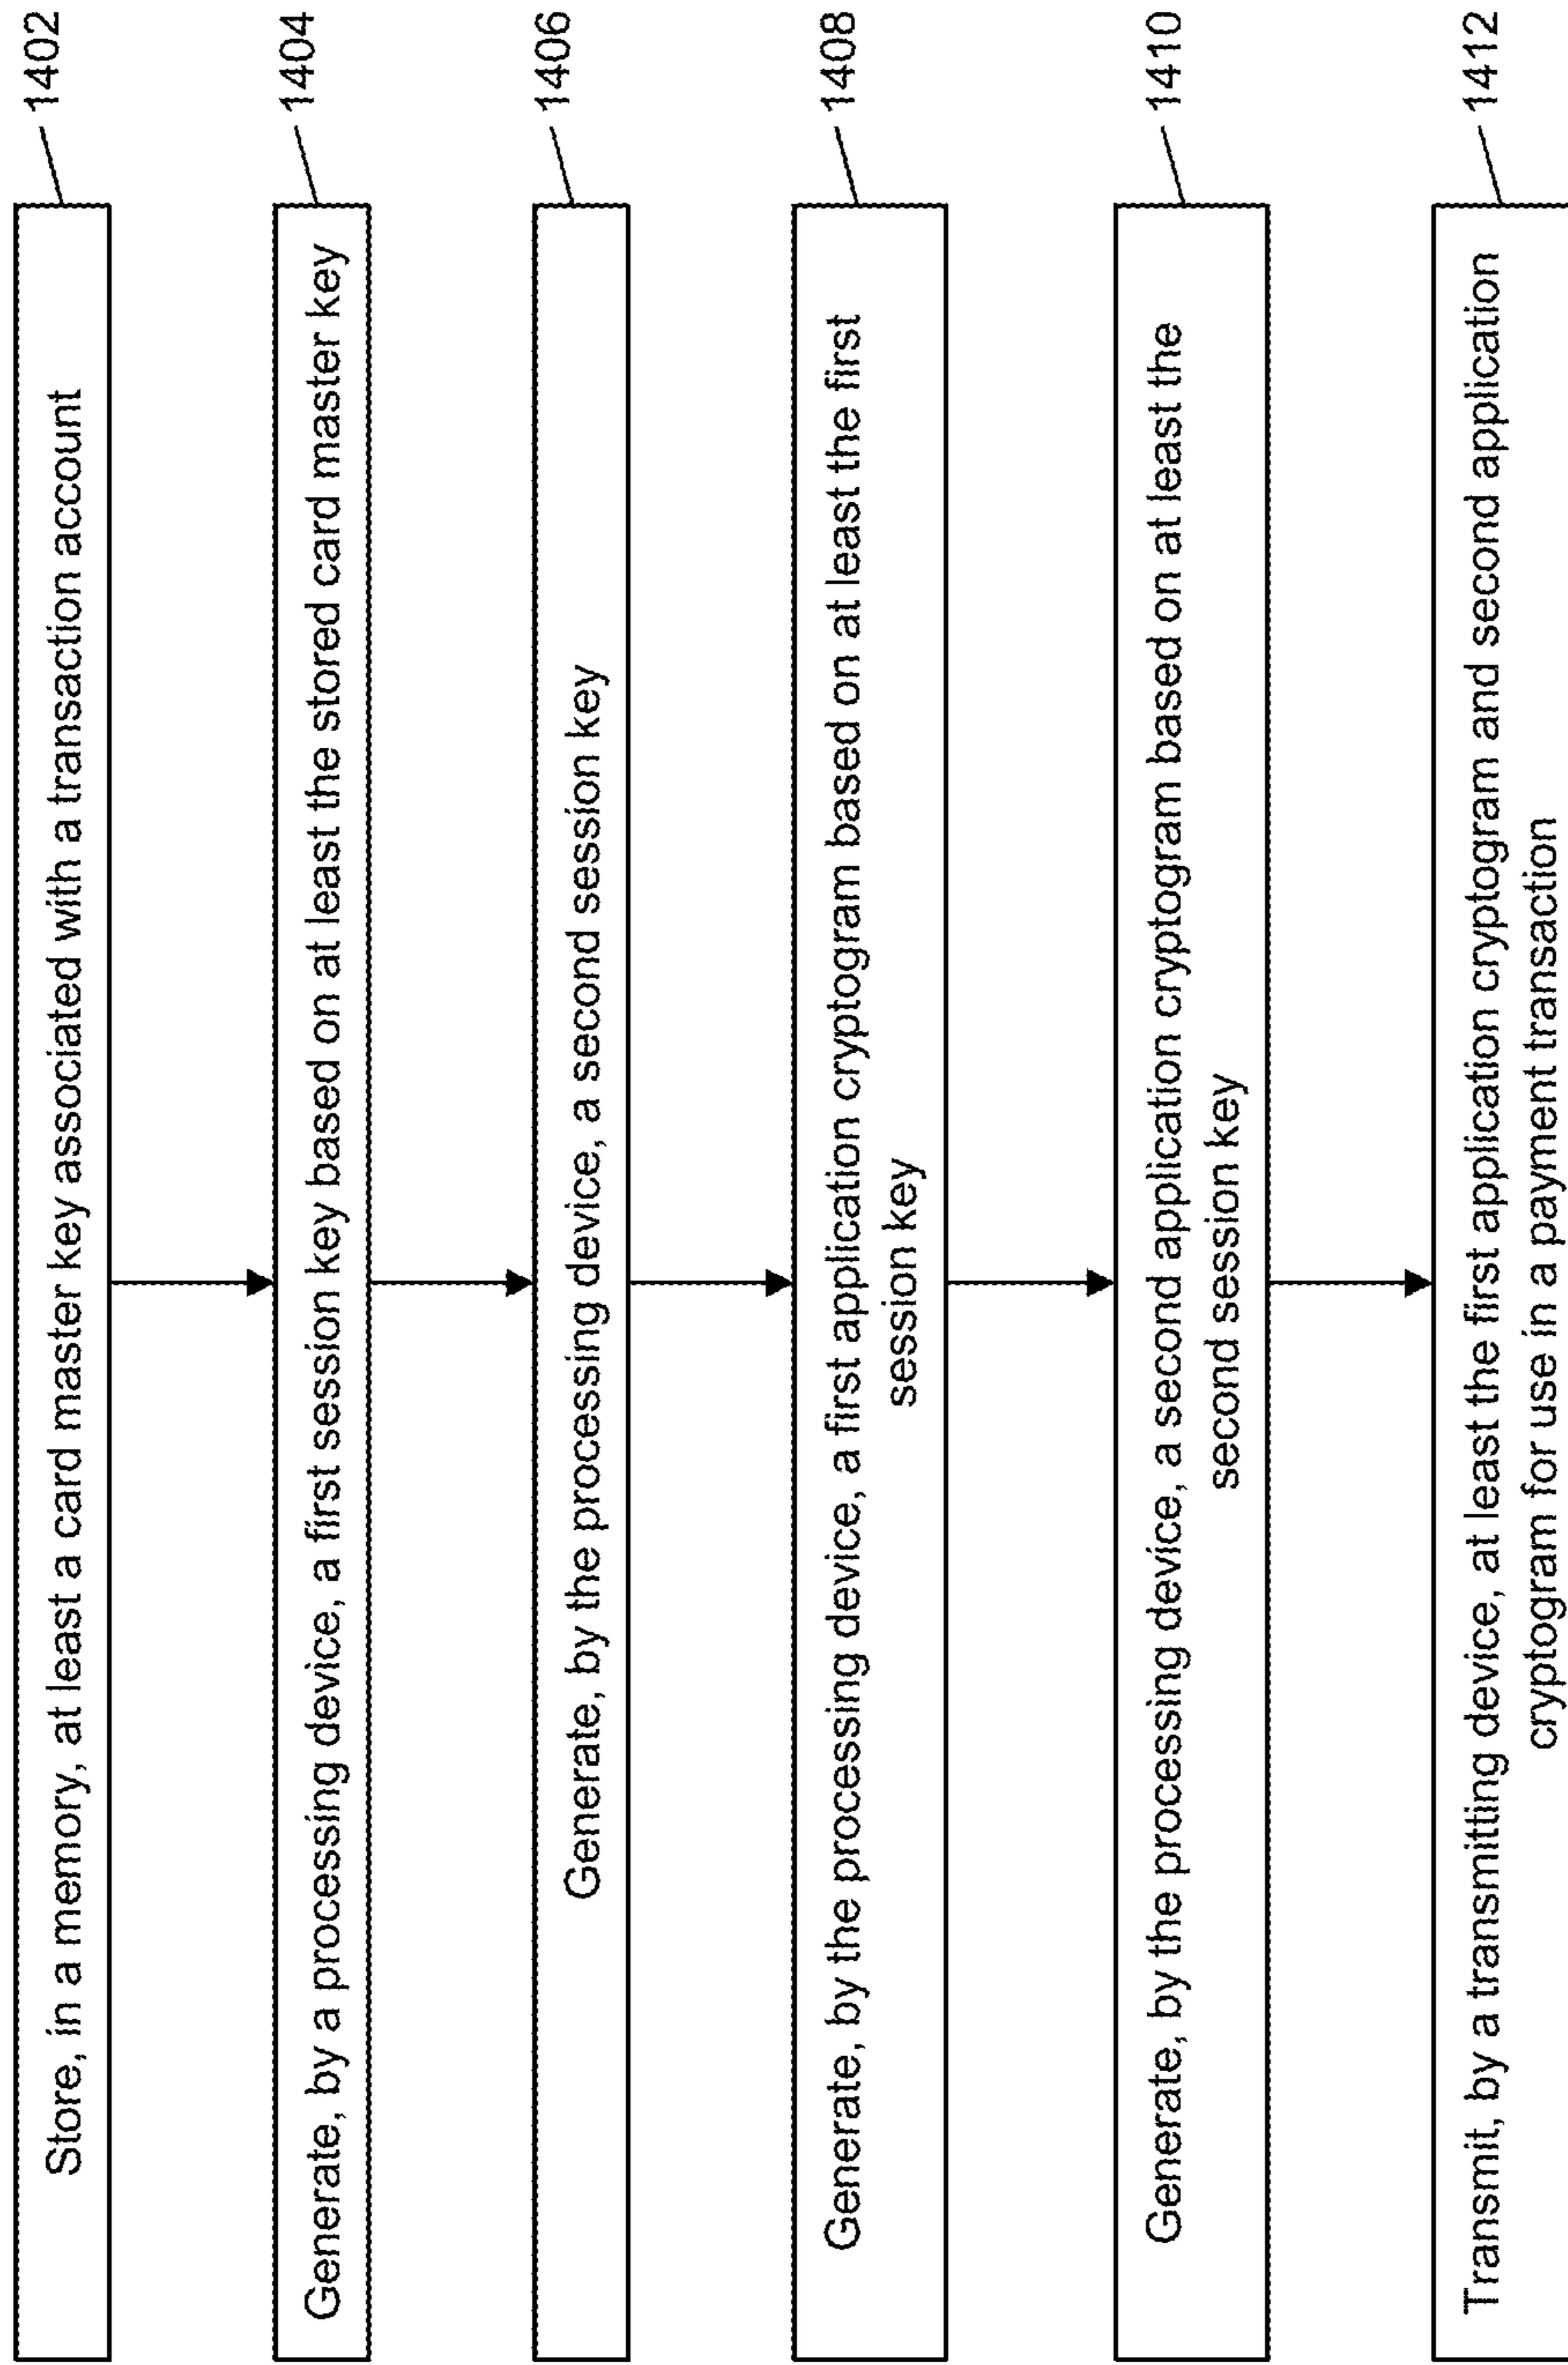 Store, in a memory, at least a card master key associated with a transaction account
1402
Generate, by a processing device, a first session key based on at least the stored card master key
1404
Generate, by the processing device, a second session key
1406
Generate, by the processing device, a first application cryptogram based on at least the first
session key
1408
Generate, by the processing device, a second application cryptogram based on at least the
second session key
1410
Transmit, by a transmitting device, at least the first application cryptogram and second application
cryptogram for use in a payment transaction
1412